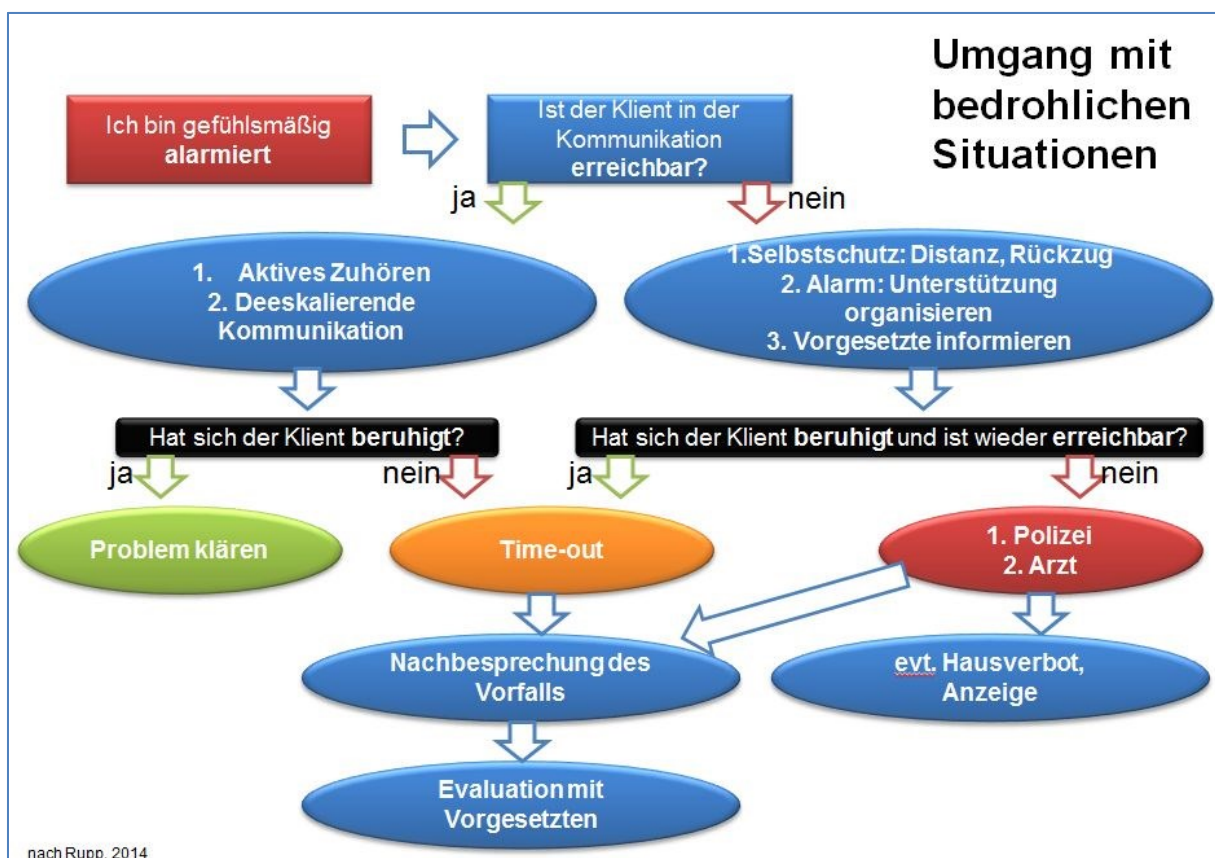 Umgang mit
bedrohlichen
Situationen
Ich bin gefühlsmäßig
alarmiert
Ist der Klient in der
Kommunikation
erreichbar?
ja
nein
1. Aktives Zuhören
2. Deeskalierende
Kommunikation
1.Selbstschutz: Distanz, Rückzug
2. Alarm: Unterstützung
organisieren
3. Vorgesetzte informieren
Hat sich der Klient beruhigt?
Hat sich der Klient beruhigt und ist wieder erreichbar?
ja
nein
ja
nein
Problem klären
Time-out
1. Polizei
2. Arzt
Nachbesprechung des
Vorfalls
evt. Hausverbot,
Anzeige
Evaluation mit
Vorgesetzten
nach Rupp, 2014